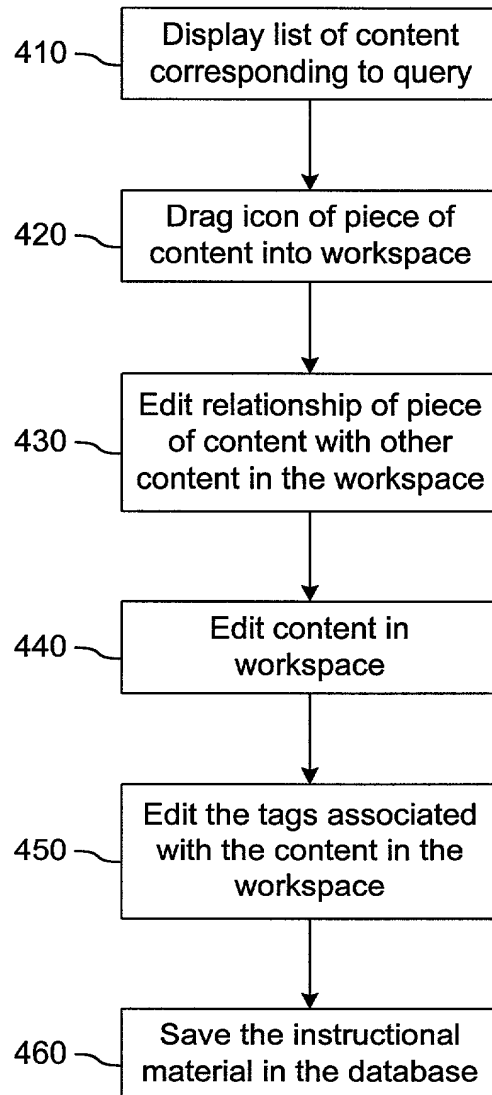 410
Display list of content
corresponding to query
420
Drag icon of piece of
content into workspace
430
Edit relationship of piece
of content with other
content in the workspace
440
Edit content in
workspace
450
Edit the tags associated
with the content in the
workspace
460
Save the instructional
material in the database